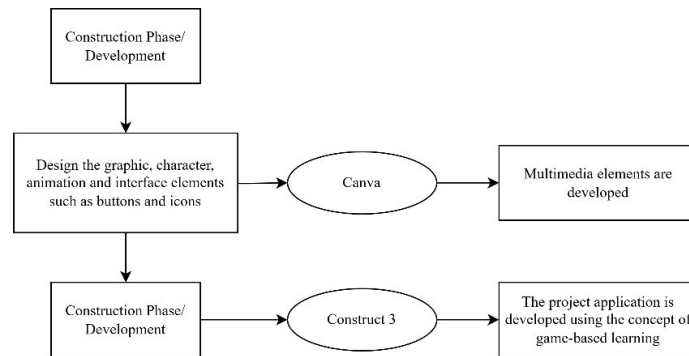 Construction Phase/
Development
Design the graphic, character,
animation and interface elements
such as buttons and icons
Canva
Multimedia elements are
developed
Construction Phase/
Development
Construct 3
The project application is
developed using the concept of
game-based learning